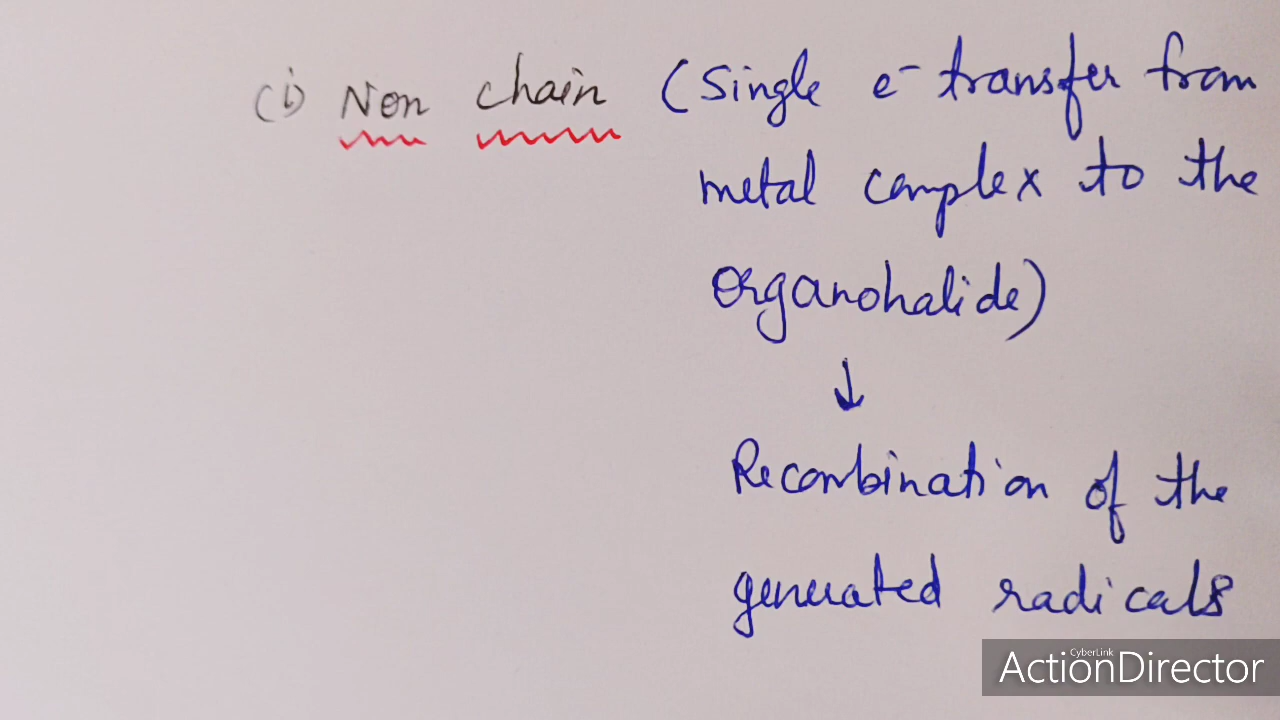 (i) Non chain (Single e⁻ transfer from
metal complex to the
organohalide)
↓
Recombination of the
generated radicals
CyberLink
ActionDirector